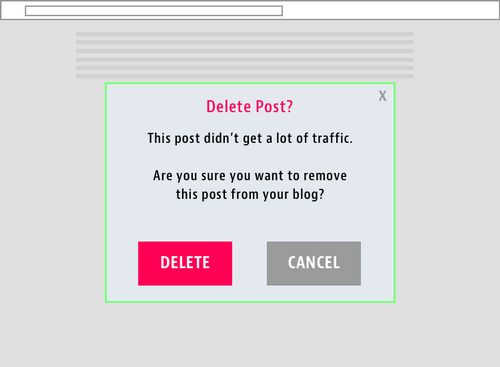 X
Delete Post?
This post didn't get a lot of traffic.
Are you sure you want to remove
this post from your blog?
DELETE
CANCEL